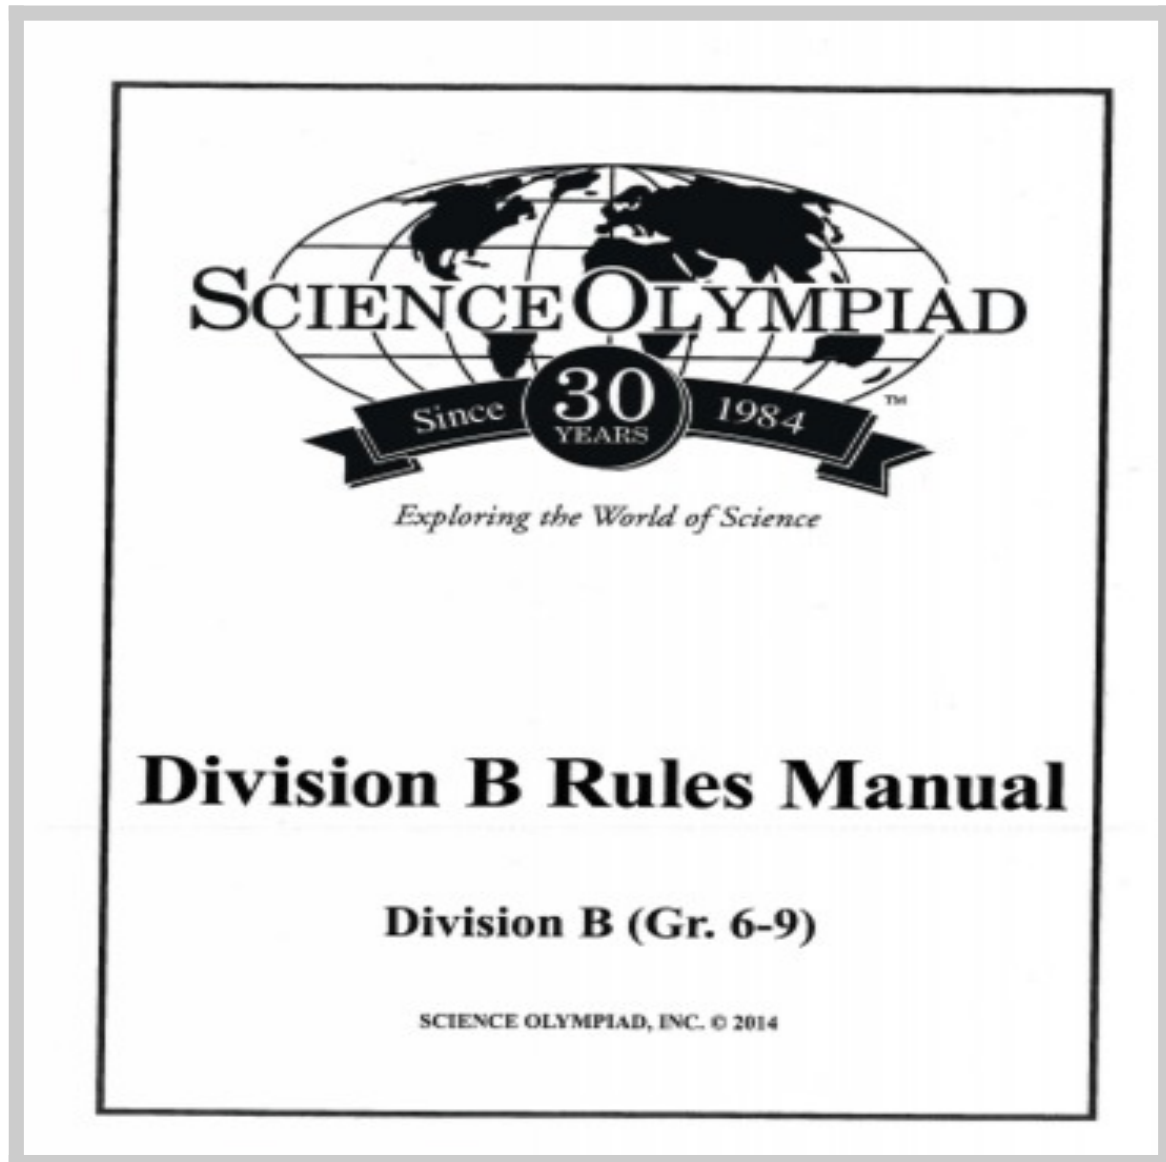 SCIENCE OLYMPIAD
Since 30 YEARS 1984
TM
Exploring the World of Science
Division B Rules Manual
Division B (Gr. 6-9)
SCIENCE OLYMPIAD, INC. © 2014